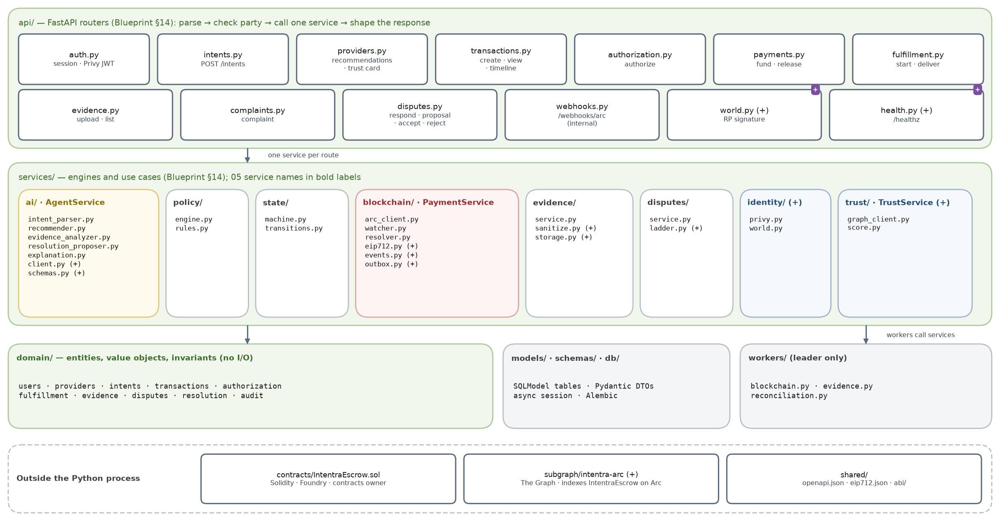 api/ — FastAPI routers (Blueprint §14): parse → check party → call one service → shape the response
auth.py
session · Privy JWT
intents.py
POST /intents
providers.py
recommendations
· trust card
transactions.py
create · view
· timeline
authorization.py
authorize
payments.py
fund · release
fulfillment.py
start · deliver
evidence.py
upload · list
complaints.py
complaint
disputes.py
respond · proposal
· accept · reject
webhooks.py
/webhooks/arc
(internal)
+
world.py (+)
RP signature
+
health.py (+)
/healthz
one service per route
services/ — engines and use cases (Blueprint §14); 05 service names in bold labels
ai/ · AgentService
intent_parser.py
recommender.py
evidence_analyzer.py
resolution_proposer.py
explanation.py
client.py (+)
schemas.py (+)
policy/
engine.py
rules.py
state/
machine.py
transitions.py
blockchain/ · PaymentService
arc_client.py
watcher.py
resolver.py
eip712.py (+)
events.py (+)
outbox.py (+)
evidence/
service.py
sanitize.py (+)
storage.py (+)
disputes/
service.py
ladder.py (+)
identity/ (+)
privy.py
world.py
trust/ · TrustService (+)
graph_client.py
score.py
workers call services
domain/ — entities, value objects, invariants (no I/O)
users · providers · intents · transactions · authorization
fulfillment · evidence · disputes · resolution · audit
models/ · schemas/ · db/
SQLModel tables · Pydantic DTOs
async session · Alembic
workers/ (leader only)
blockchain.py · evidence.py
reconciliation.py
Outside the Python process
contracts/IntentraEscrow.sol
Solidity · Foundry · contracts owner
subgraph/intentra-arc (+)
The Graph · indexes IntentraEscrow on Arc
shared/
openapi.json · eip712.json · abi/